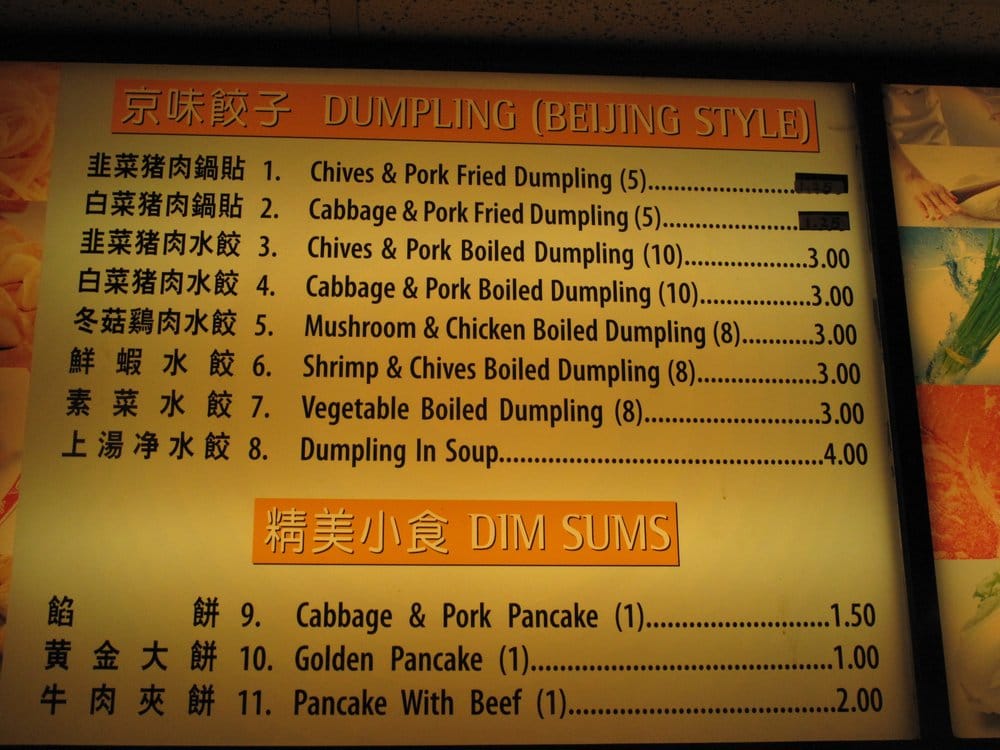 京味餃子 DUMPLING (BEIJING STYLE)
韭菜猪肉鍋貼 1. Chives & Pork Fried Dumpling (5)........................1.25
白菜猪肉鍋貼 2. Cabbage & Pork Fried Dumpling (5)......................1.25
韭菜猪肉水餃 3. Chives & Pork Boiled Dumpling (10)....................3.00
白菜猪肉水餃 4. Cabbage & Pork Boiled Dumpling (10)..................3.00
冬菇鷄肉水餃 5. Mushroom & Chicken Boiled Dumpling (8)............3.00
鮮蝦水餃 6. Shrimp & Chives Boiled Dumpling (8)....................3.00
素菜水餃 7. Vegetable Boiled Dumpling (8).............................3.00
上湯净水餃 8. Dumpling In Soup.....................................................4.00
精美小食 DIM SUMS
餡餅 9. Cabbage & Pork Pancake (1)..............................1.50
黄金大餅 10. Golden Pancake (1)................................................1.00
牛肉夾餅 11. Pancake With Beef (1)...........................................2.00